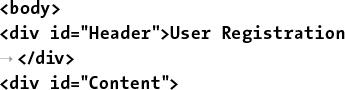 <body>
<div id="Header">User Registration
→ </div>
<div id="Content">